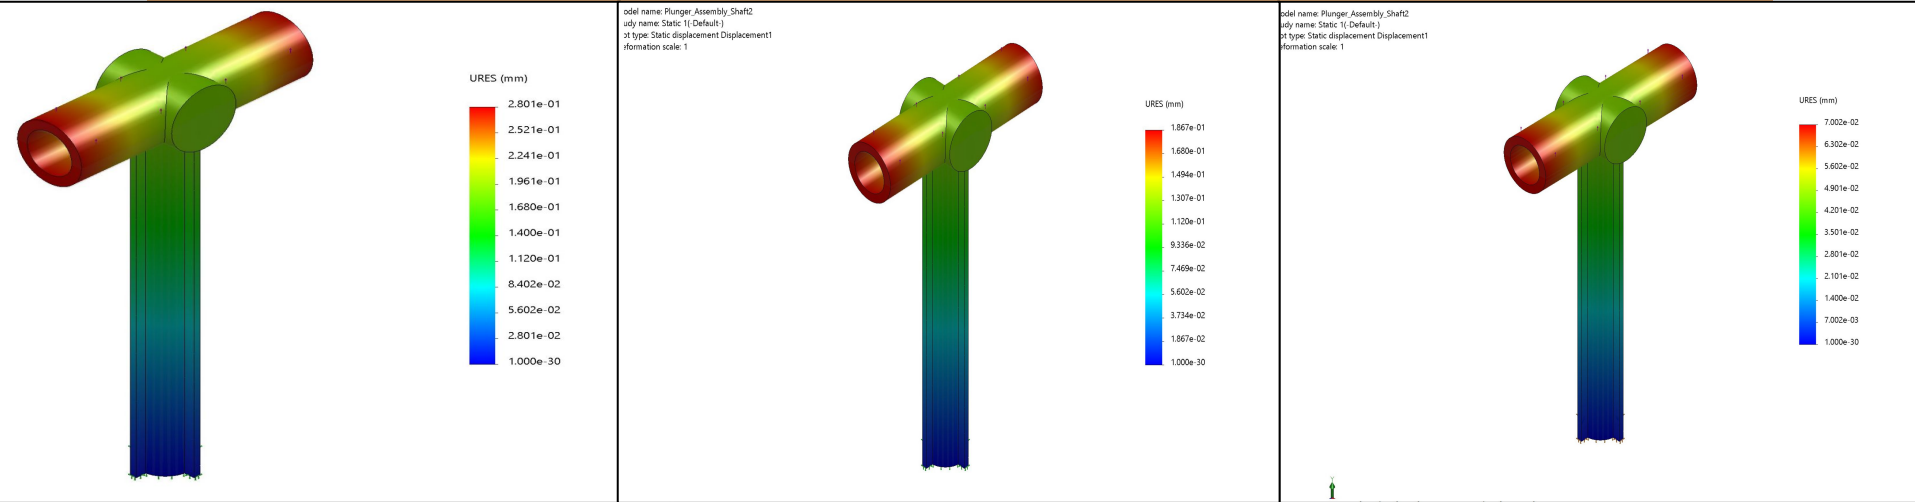 URES (mm)
2.801e-01
2.521e-01
2.241e-01
1.961e-01
1.680e-01
1.400e-01
1.120e-01
8.402e-02
5.602e-02
2.801e-02
1.000e-30
odel name: Plunger_Assembly_Shaft2
udy name: Static 1(-Default-)
ot type: Static displacement Displacement1
eformation scale: 1
URES (mm)
1.867e-01
1.680e-01
1.494e-01
1.307e-01
1.120e-01
9.336e-02
7.469e-02
5.602e-02
3.734e-02
1.867e-02
1.000e-30
odel name: Plunger_Assembly_Shaft2
udy name: Static 1(-Default-)
ot type: Static displacement Displacement1
eformation scale: 1
URES (mm)
7.002e-02
6.302e-02
5.602e-02
4.901e-02
4.201e-02
3.501e-02
2.801e-02
2.101e-02
1.400e-02
7.002e-03
1.000e-30